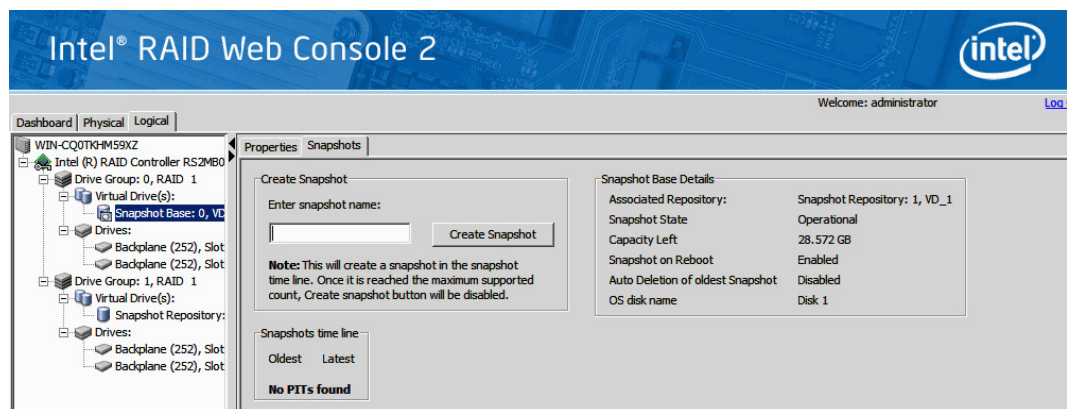 Intel® RAID Web Console 2
intel
Welcome: administrator
Log
Dashboard
Physical
Logical
WIN-CQ0TKHM59XZ
Intel (R) RAID Controller RS2MB0
Drive Group: 0, RAID 1
Virtual Drive(s):
Snapshot Base: 0, VD
Drives:
Backplane (252), Slot
Backplane (252), Slot
Drive Group: 1, RAID 1
Virtual Drive(s):
Snapshot Repository:
Drives:
Backplane (252), Slot
Backplane (252), Slot
Properties
Snapshots
Create Snapshot
Enter snapshot name:
Create Snapshot
Note: This will create a snapshot in the snapshot
time line. Once it is reached the maximum supported
count, Create snapshot button will be disabled.
Snapshots time line
Oldest Latest
No PITs found
Snapshot Base Details
Associated Repository: Snapshot Repository: 1, VD_1
Snapshot State Operational
Capacity Left 28.572 GB
Snapshot on Reboot Enabled
Auto Deletion of oldest Snapshot Disabled
OS disk name Disk 1